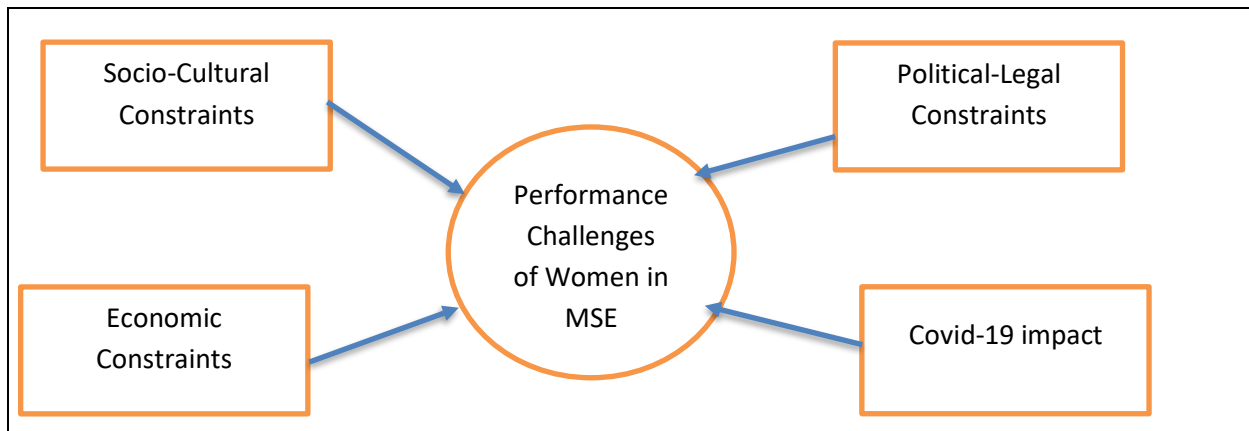 Socio-Cultural
Constraints
Political-Legal
Constraints
Performance
Challenges
of Women in
MSE
Economic
Constraints
Covid-19 impact